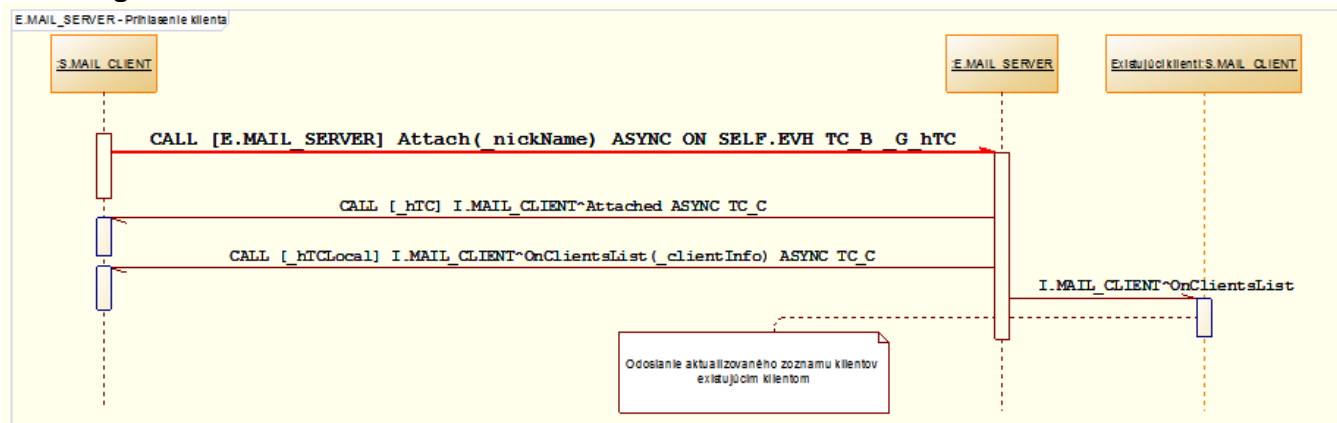 E.MAIL_SERVER - Prihlasenie klienta
:S.MAIL_CLIENT
:E.MAIL_SERVER
Existujúci klienti:S.MAIL_CLIENT
CALL [E.MAIL_SERVER] Attach(_nickName) ASYNC ON SELF.EVH TC_B _G_hTC
CALL [_hTC] I.MAIL_CLIENT^Attached ASYNC TC_C
CALL [_hTCLocal] I.MAIL_CLIENT^OnClientsList(_clientInfo) ASYNC TC_C
I.MAIL_CLIENT^OnClientsList
Odoslanie aktualizovaného zoznamu klientov
existujúcim klientom